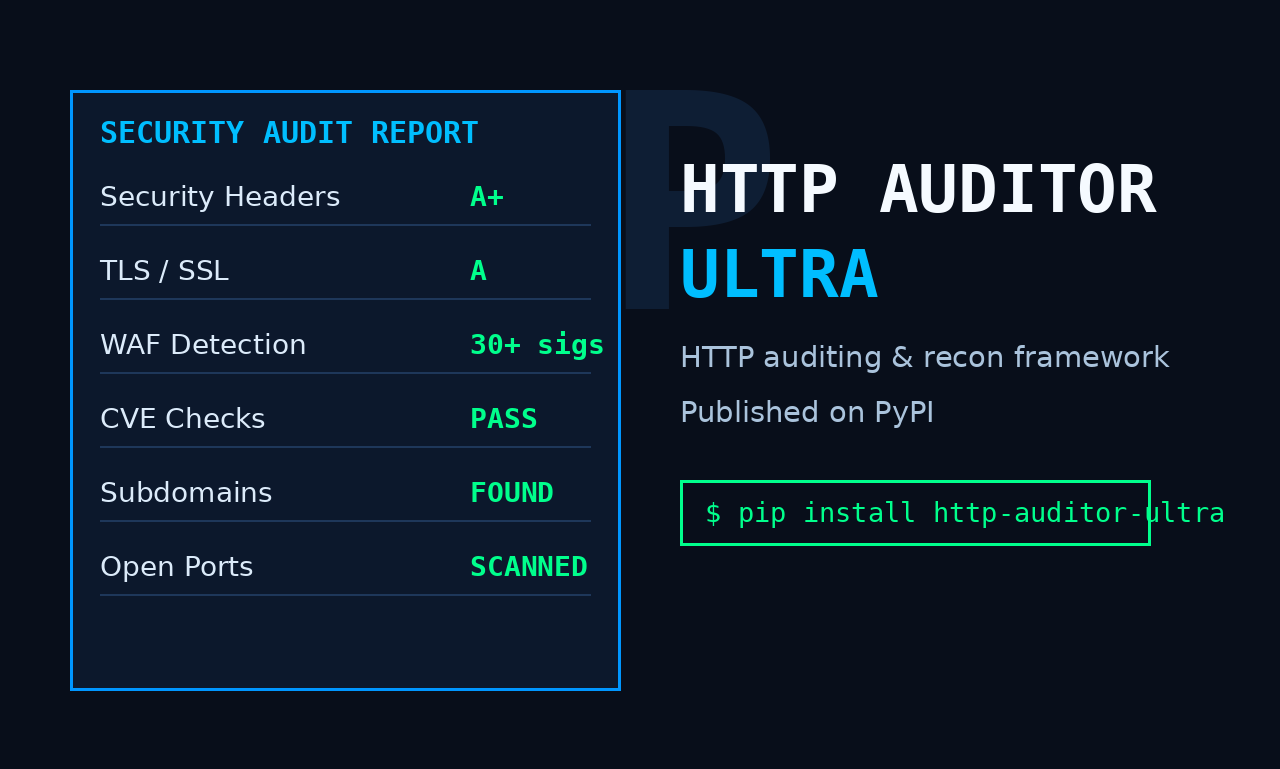 SECURITY AUDIT REPORT
Security Headers A+
TLS / SSL A
WAF Detection 30+ sigs
CVE Checks PASS
Subdomains FOUND
Open Ports SCANNED
P
HTTP AUDITOR
ULTRA
HTTP auditing & recon framework
Published on PyPI
$ pip install http-auditor-ultra